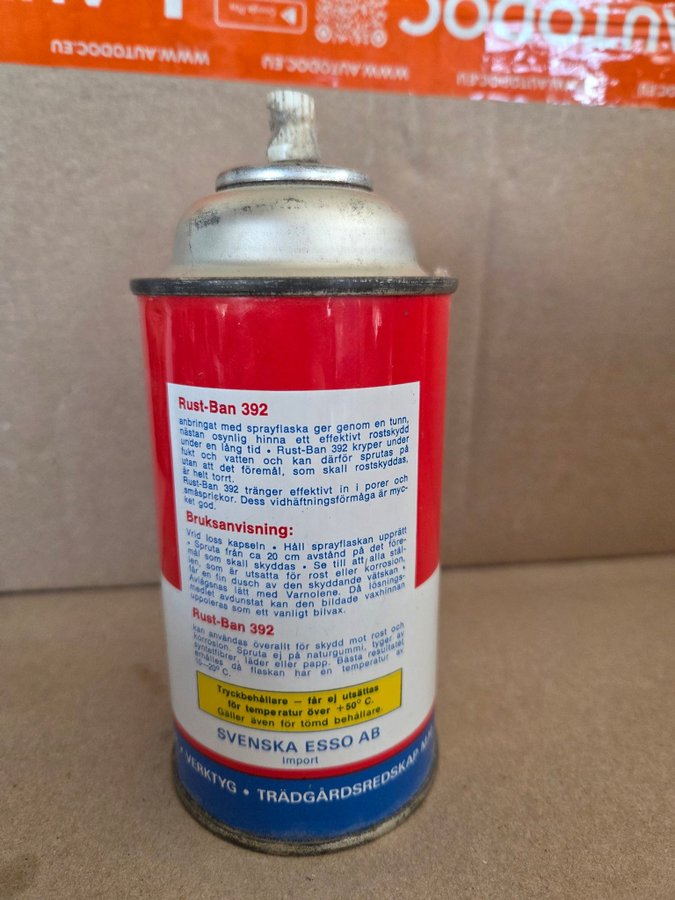 AUTODOC
WWW.AUTODOC.EU
WWW.AUTODOC.EU
WWW.AUTODOC.EU
Google Play
Rust-Ban 392
anbringat med sprayflaska ger genom en tunn,
nästan osynlig hinna ett effektivt rostskydd
under en lång tid • Rust-Ban 392 kryper under
fukt och vatten och kan därför sprutas på
utan att det föremål, som skall rostskyddas,
är helt torrt.
Rust-Ban 392 tränger effektivt in i porer och
småsprickor. Dess vidhäftningsförmåga är myc-
ket god.
Bruksanvisning:
Vrid loss kapseln • Håll sprayflaskan upprätt
• Spruta från ca 20 cm avstånd på det före-
mål som skall skyddas • Se till att alla stäl-
len, som är utsatta för rost eller korrosion,
får en fin dusch av den skyddande vätskan •
Avlägsnas lätt med Varnolene. Då lösnings-
medlet avdunstat kan den bildade vaxhinnan
uppoleras som ett vanligt bilvax.
Rust-Ban 392
kan användas överallt för skydd mot rost och
korrosion. Spruta ej på naturgummi, tyger av
syntetfibrer, läder eller papp. Bästa resultatet
erhålles då flaskan har en temperatur av
15–20° C.
Tryckbehållare — får ej utsättas
för temperatur över +50° C.
Gäller även för tömd behållare.
SVENSKA ESSO AB
Import
• VERKTYG • TRÄDGÅRDSREDSKAP